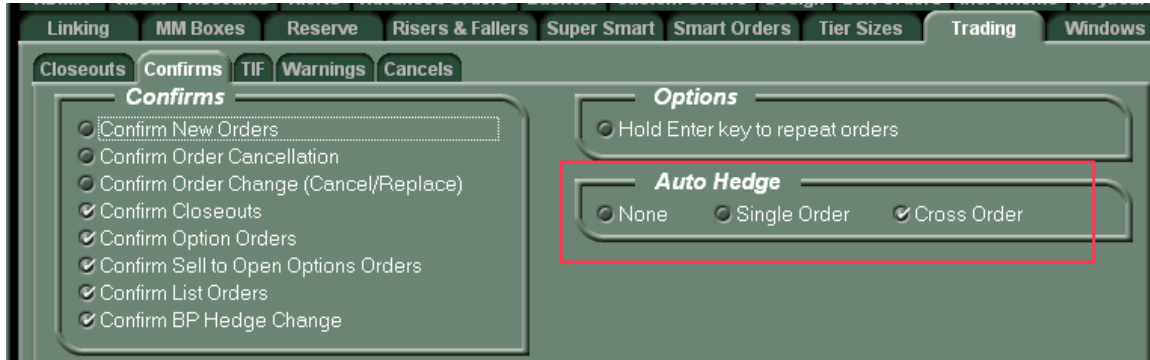 Linking MM Boxes Reserve Risers & Fallers Super Smart Smart Orders Tier Sizes Trading Windows
Closeouts Confirms TIF Warnings Cancels
Confirms
Confirm New Orders
Confirm Order Cancellation
Confirm Order Change (Cancel/Replace)
Confirm Closeouts
Confirm Option Orders
Confirm Sell to Open Options Orders
Confirm List Orders
Confirm BP Hedge Change
Options
Hold Enter key to repeat orders
Auto Hedge
None Single Order Cross Order